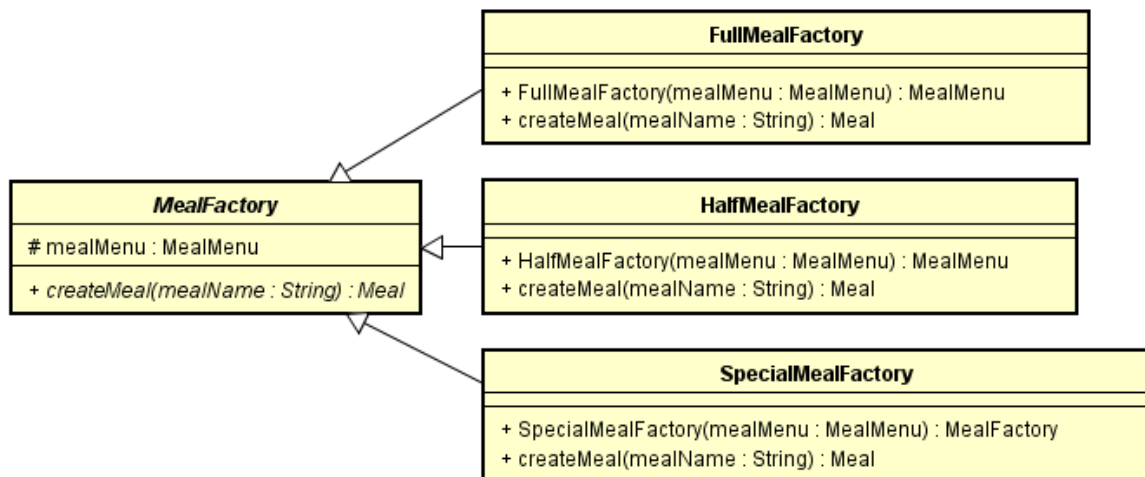 FullMealFactory
+ FullMealFactory(mealMenu : MealMenu) : MealMenu
+ createMeal(mealName : String) : Meal
MealFactory
# mealMenu : MealMenu
+ createMeal(mealName : String) : Meal
HalfMealFactory
+ HalfMealFactory(mealMenu : MealMenu) : MealMenu
+ createMeal(mealName : String) : Meal
SpecialMealFactory
+ SpecialMealFactory(mealMenu : MealMenu) : MealFactory
+ createMeal(mealName : String) : Meal